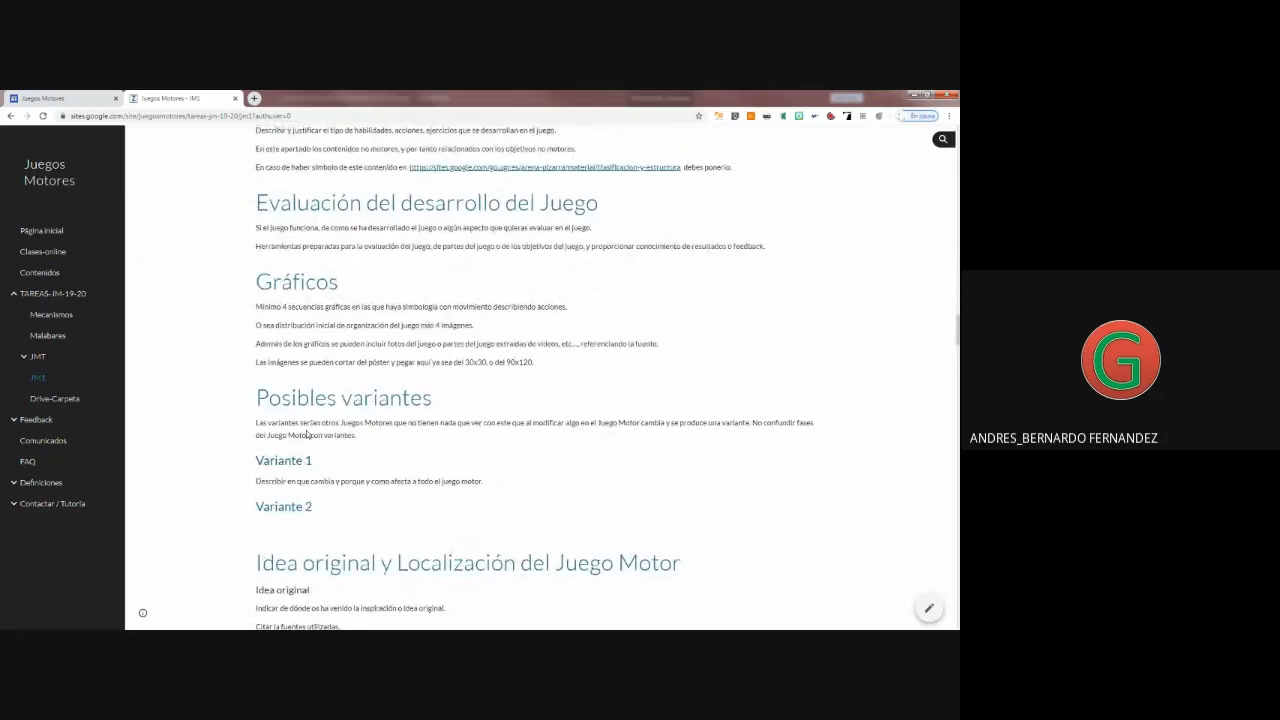 Juegos Motores
Juegos Motores - JM1
sites.google.com/site/juegosmotores/tareas-jm-19-20/jm1?authuser=0
En pausa
Juegos
Motores
Página inicial
Clases-online
Contenidos
TAREAS-JM-19-20
Mecanismos
Malabares
JMT
JM1
Drive-Carpeta
Feedback
Comunicados
FAQ
Definiciones
Contactar / Tutoría
Describir y justificar el tipo de habilidades, acciones, ejercicios que se desarrollan en el juego.
En este apartado los contenidos no motores, y por tanto relacionados con los objetivos no motores.
En caso de haber símbolo de este contenido en https://sites.google.com/go.ugr.es/arena-pizarra/material/clasificacion-y-estructura debes ponerlo.
Evaluación del desarrollo del Juego
Si el juego funciona, de como se ha desarrollado el juego o algún aspecto que quieras evaluar en el juego.
Herramientas preparadas para la evaluación del juego, de partes del juego o de los objetivos del juego, y proporcionar conocimiento de resultados o feedback.
Gráficos
Mínimo 4 secuencias gráficas en las que haya simbología con movimiento describiendo acciones.
O sea distribución inicial de organización del juego más 4 imágenes.
Además de los gráficos se pueden incluir fotos del juego o partes del juego extraídas de vídeos, etc..., referenciando la fuente.
Las imágenes se pueden cortar del póster y pegar aquí ya sea del 30x30, o del 90x120.
Posibles variantes
Las variantes serían otros Juegos Motores que no tienen nada que ver con este que al modificar algo en el Juego Motor cambia y se produce una variante. No confundir fases
del Juego Motor con variantes.
Variante 1
Describir en que cambia y porque y como afecta a todo el juego motor.
Variante 2
Idea original y Localización del Juego Motor
Idea original
Indicar de dónde os ha venido la inspiración o idea original.
Citar la fuentes utilizadas.
G
ANDRES_BERNARDO FERNANDEZ